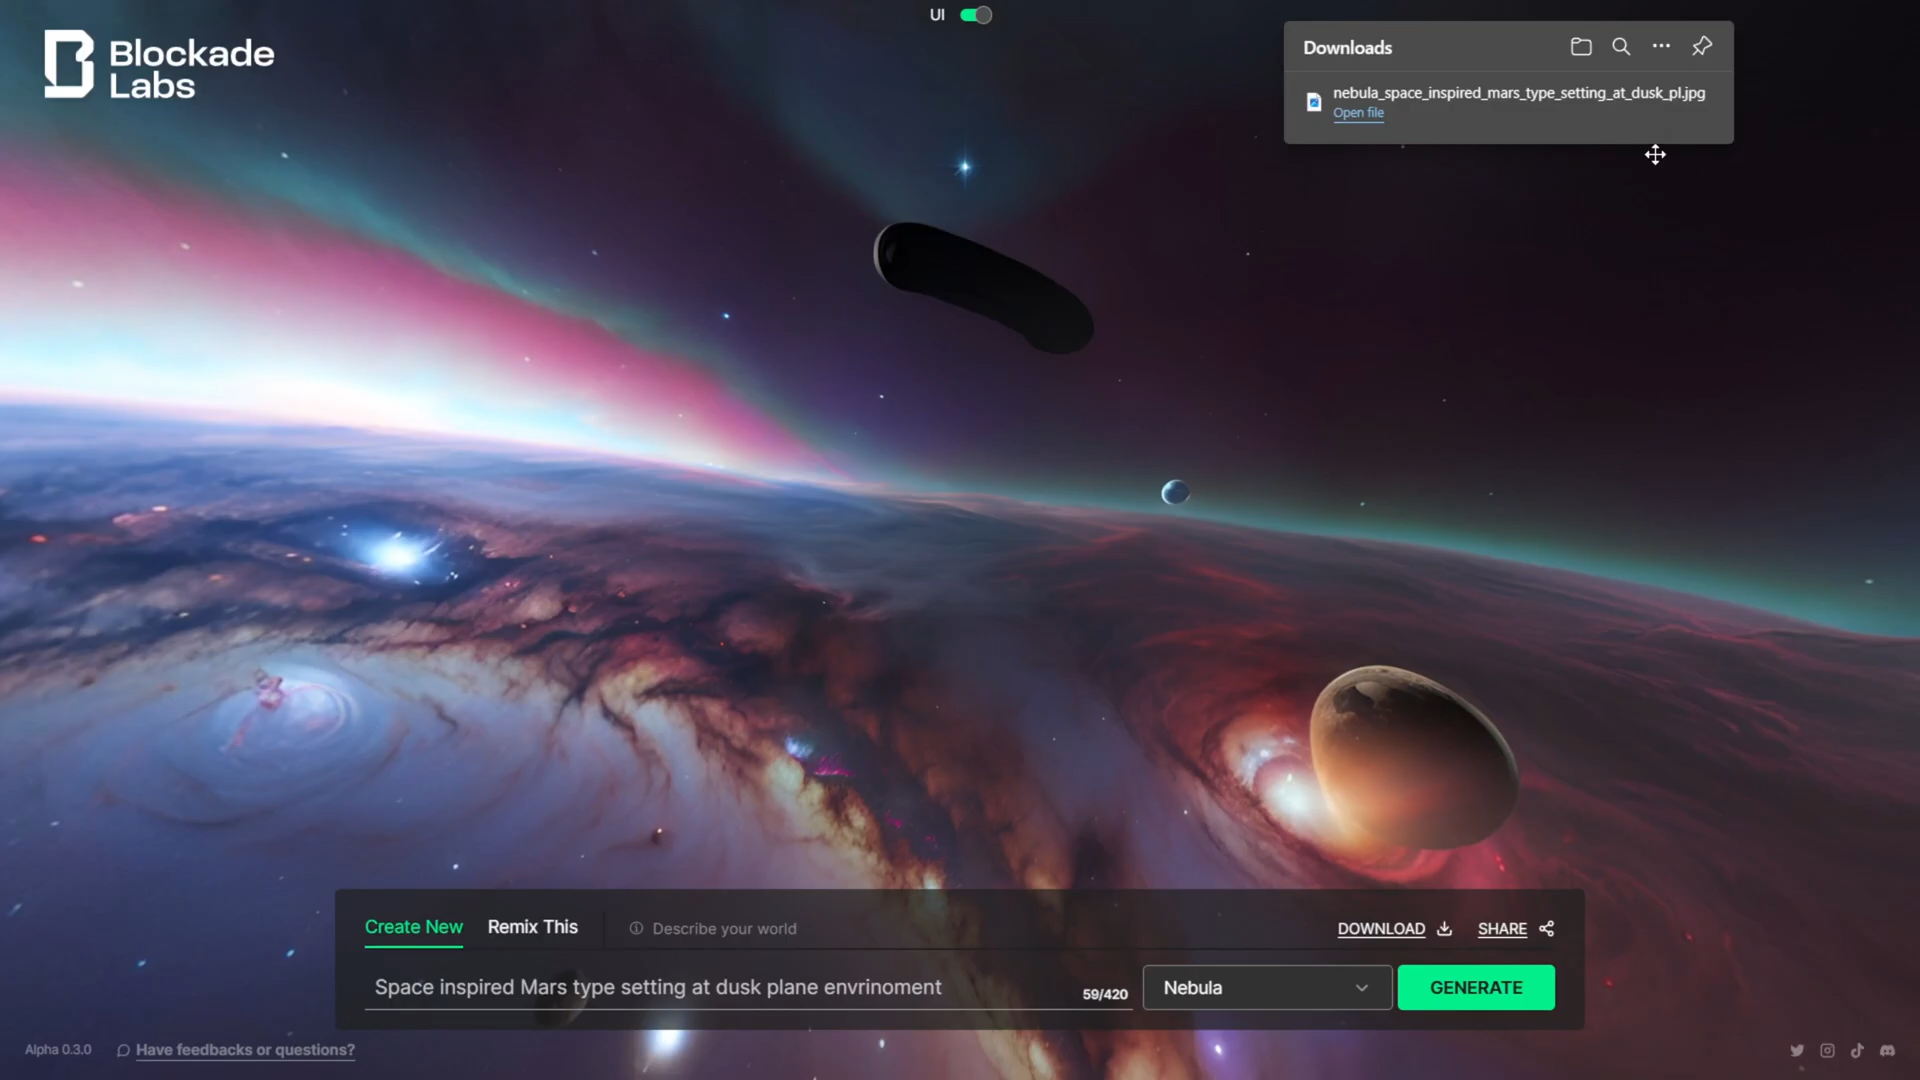 UI
Blockade
Labs
Downloads
nebula_space_inspired_mars_type_setting_at_dusk_pl.jpg
Open file
Create New
Remix This
Describe your world
DOWNLOAD
SHARE
Space inspired Mars type setting at dusk plane envrinoment
59/420
Nebula
GENERATE
Alpha 0.3.0
Have feedbacks or questions?